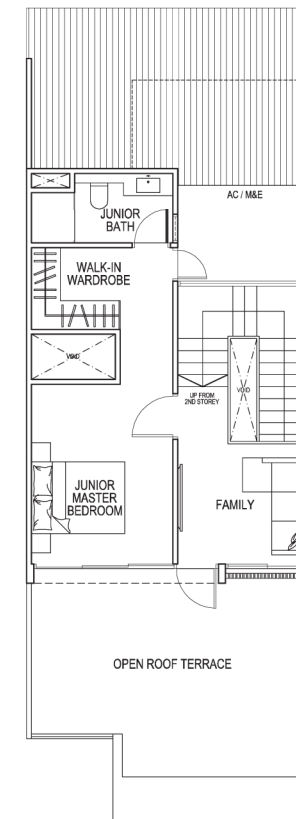 AC / M&E
JUNIOR
BATH
WALK-IN
WARDROBE
VOID
UP FROM
2ND STOREY
VOID
JUNIOR
MASTER
BEDROOM
FAMILY
OPEN ROOF TERRACE